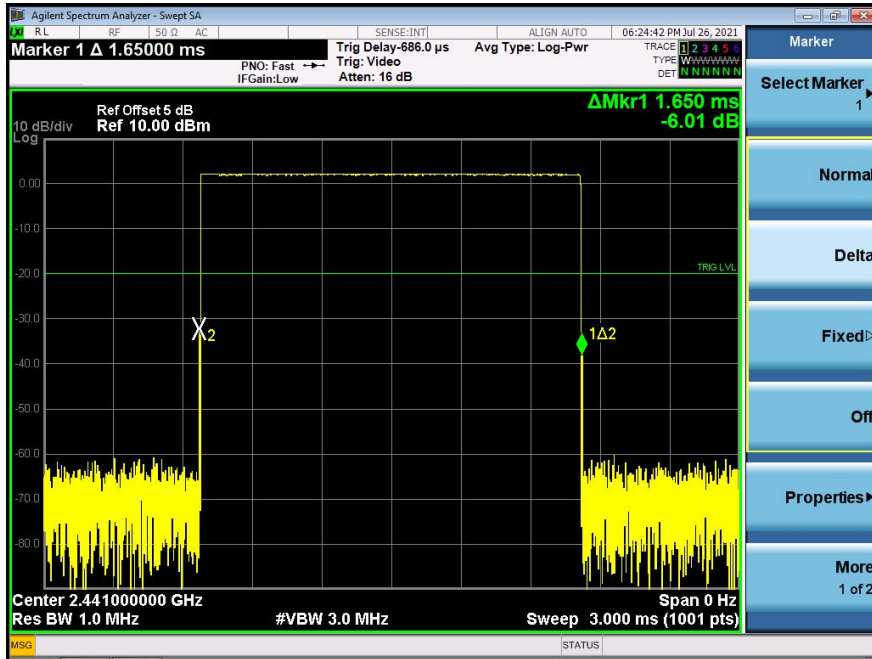 Agilent Spectrum Analyzer - Swept SA
LXI RL RF 50 Ω AC SENSE:INT ALIGN AUTO 06:24:42 PM Jul 26, 2021
Marker 1 Δ 1.65000 ms
PNO: Fast
IFGain:Low
Trig Delay-686.0 µs
Trig: Video
Atten: 16 dB
Avg Type: Log-Pwr
TRACE 1 2 3 4 5 6
TYPE WWWWWW
DET N N N N N N
ΔMkr1 1.650 ms
-6.01 dB
Ref Offset 5 dB
10 dB/div Ref 10.00 dBm
Log
0.00
-10.0
-20.0
TRIG LVL
-30.0
2
1Δ2
-40.0
-50.0
-60.0
-70.0
-80.0
Center 2.441000000 GHz Span 0 Hz
Res BW 1.0 MHz #VBW 3.0 MHz Sweep 3.000 ms (1001 pts)
MSG STATUS
Marker
Select Marker
1
Normal
Delta
Fixed
Off
Properties
More
1 of 2